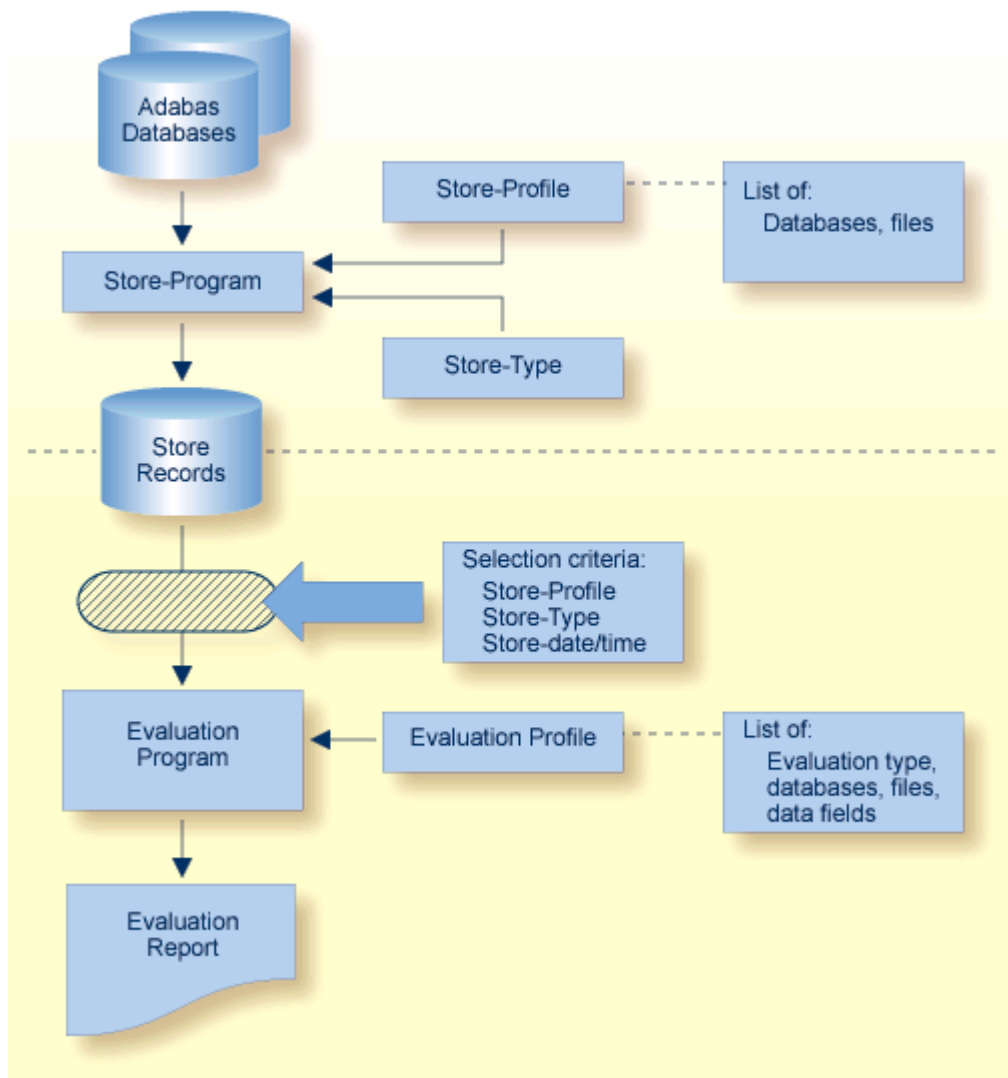 Adabas
Databases
Store-Profile
List of:
Databases, files
Store-Program
Store-Type
Store
Records
Selection criteria:
Store-Profile
Store-Type
Store-date/time
Evaluation
Program
Evaluation Profile
List of:
Evaluation type,
databases, files,
data fields
Evaluation
Report